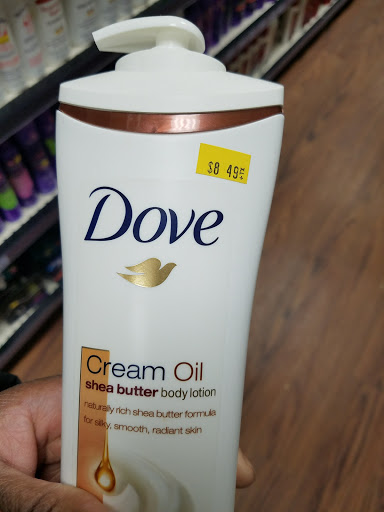 $8 49
Dove
Cream Oil
shea butter body lotion
naturally rich shea butter formula
for silky, smooth, radiant skin